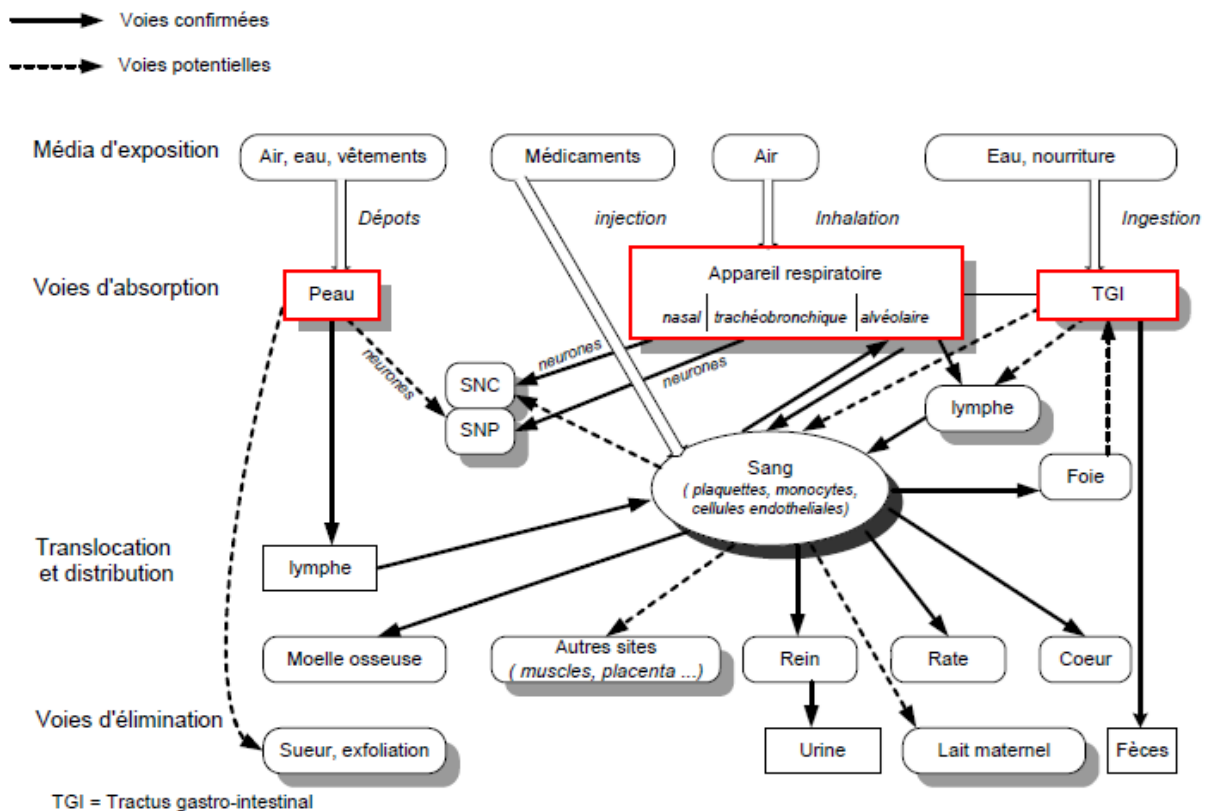 Voies confirmées
Voies potentielles
Média d'exposition
Air, eau, vêtements
Médicaments
Air
Eau, nourriture
Dépots
injection
Inhalation
Ingestion
Voies d'absorption
Peau
Appareil respiratoire
nasal trachéobronchique alvéolaire
TGI
neurones
neurones
neurones
SNC
SNP
lymphe
Sang
( plaquettes, monocytes,
cellules endotheliales)
Foie
Translocation
et distribution
lymphe
Moelle osseuse
Autres sites
( muscles, placenta ...)
Rein
Rate
Coeur
Voies d'élimination
Sueur, exfoliation
Urine
Lait maternel
Fèces
TGI = Tractus gastro-intestinal